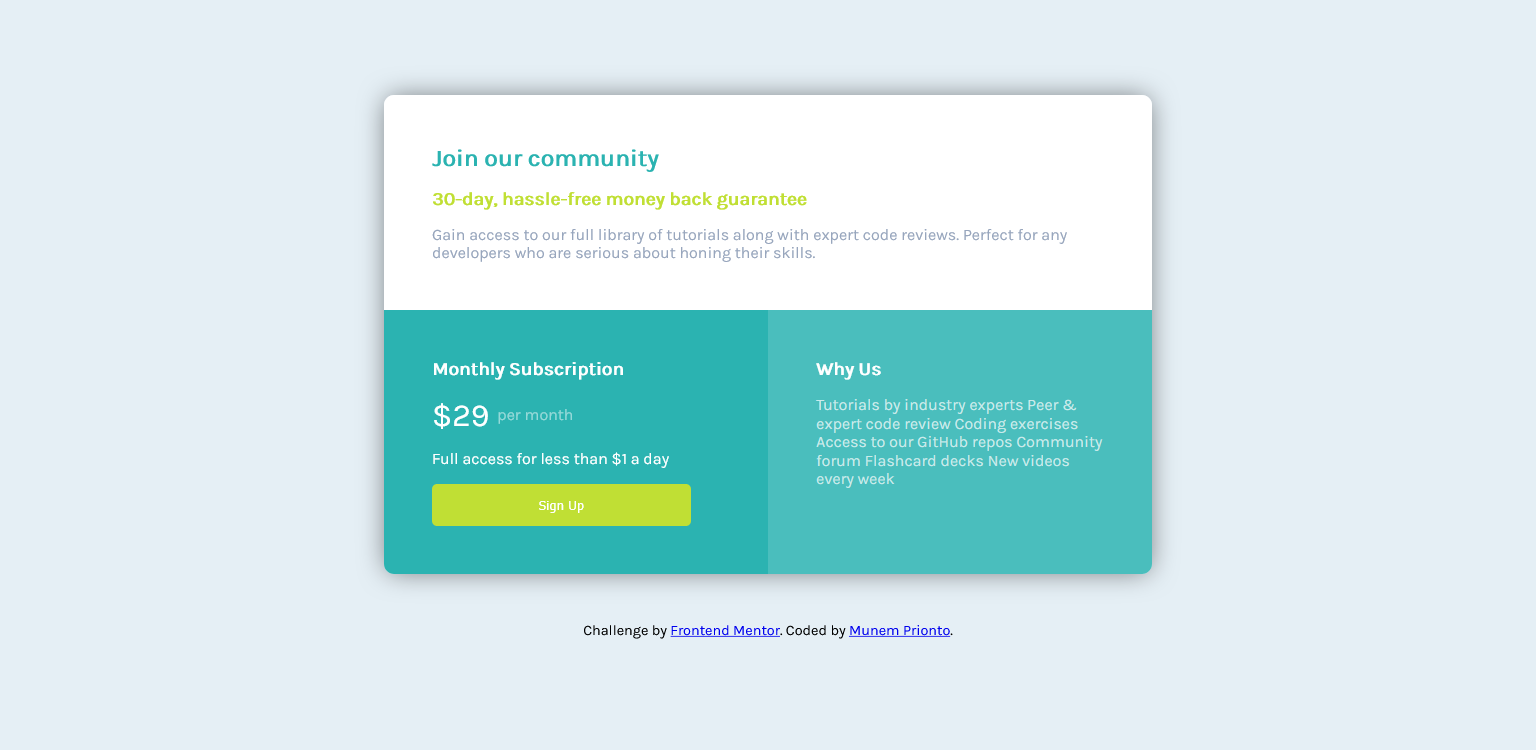 Join our community
30-day, hassle-free money back guarantee
Gain access to our full library of tutorials along with expert code reviews. Perfect for any
developers who are serious about honing their skills.
Monthly Subscription
$29 per month
Full access for less than $1 a day
Sign Up
Why Us
Tutorials by industry experts Peer &
expert code review Coding exercises
Access to our GitHub repos Community
forum Flashcard decks New videos
every week
Challenge by Frontend Mentor. Coded by Munem Prionto.